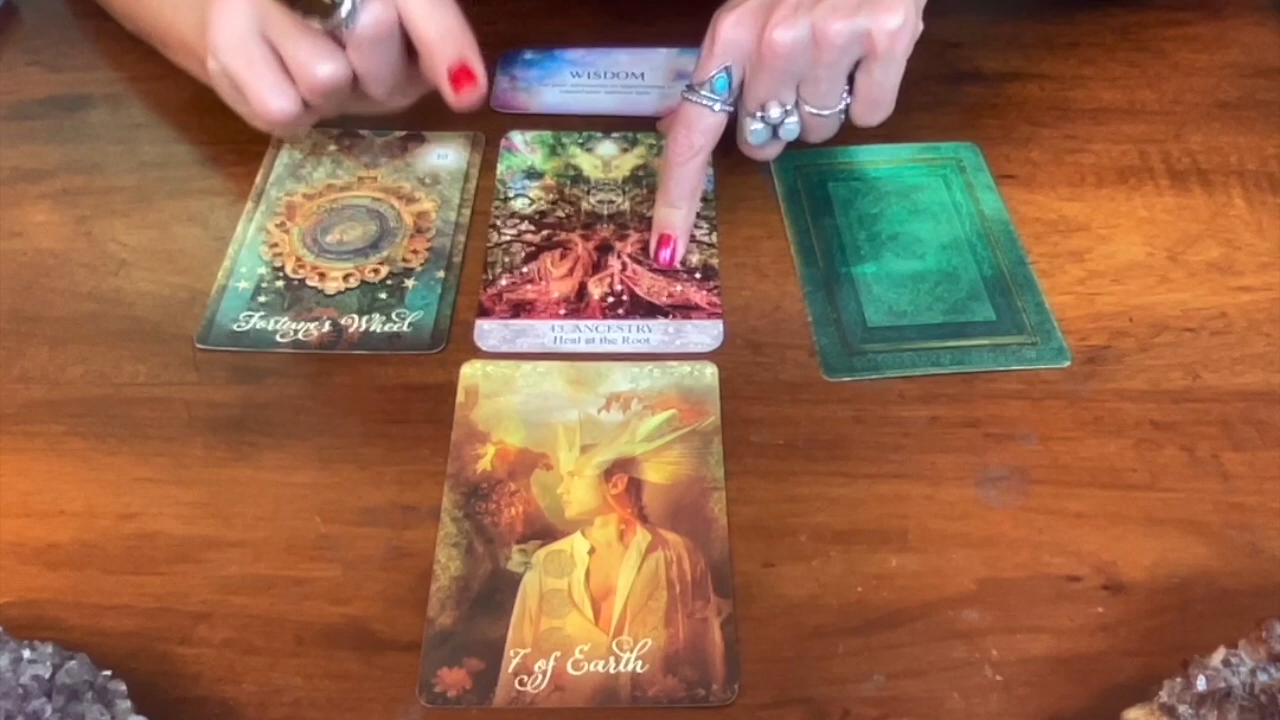 WISDOM
10
Fortune's Wheel
43. ANCESTRY
Heal at the Root
7 of Earth